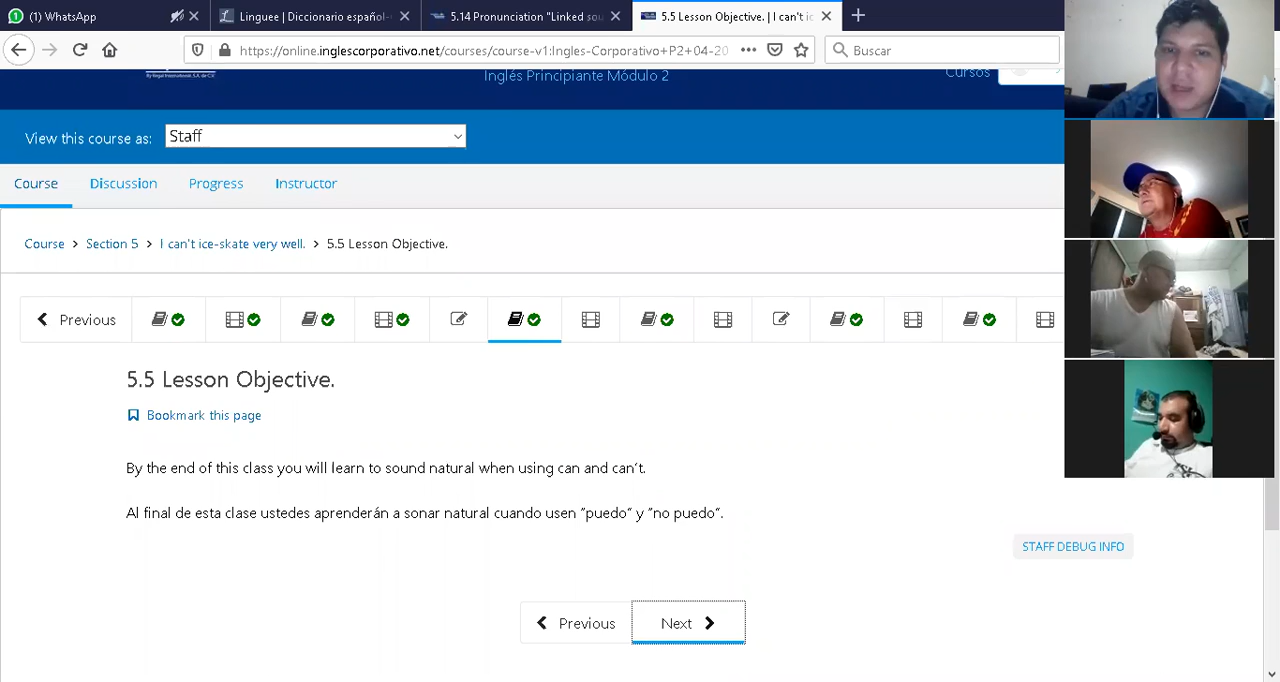 (1) WhatsApp
Linguee | Diccionario español-
5.14 Pronunciation "Linked sou
5.5 Lesson Objective. | I can't ic
https://online.inglescorporativo.net/courses/course-v1:Ingles-Corporativo+P2+04-20
Buscar
Inglés Principiante Módulo 2
Cursos
View this course as:
Staff
Course
Discussion
Progress
Instructor
Course > Section 5 > I can't ice-skate very well. > 5.5 Lesson Objective.
Previous
5.5 Lesson Objective.
Bookmark this page
By the end of this class you will learn to sound natural when using can and can't.
Al final de esta clase ustedes aprenderán a sonar natural cuando usen "puedo" y "no puedo".
STAFF DEBUG INFO
Previous
Next